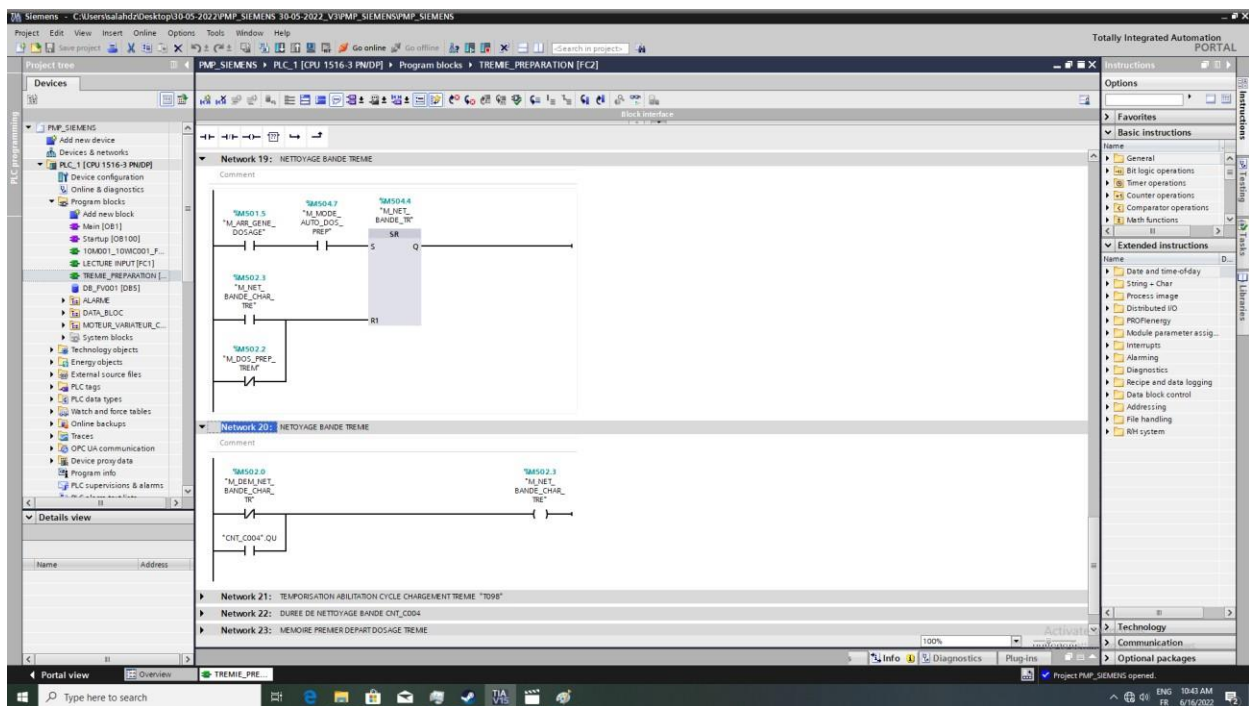 Siemens - C:\Users\salahdz\Desktop\30-05-2022\PMP_SIEMENS 30-05-2022_V3\PMP_SIEMENS\PMP_SIEMENS
Project Edit View Insert Online Options Tools Window Help
Totally Integrated Automation
PORTAL
Save project
Go online
Go offline
<Search in project>
Project tree
PMP_SIEMENS ▸ PLC_1 [CPU 1516-3 PN/DP] ▸ Program blocks ▸ TREMIE_PREPARATION [FC2]
Instructions
Devices
Options
PLC programming
PMP_SIEMENS
Add new device
Devices & networks
PLC_1 [CPU 1516-3 PN/DP]
Device configuration
Online & diagnostics
Program blocks
Add new block
Main [OB1]
Startup [OB100]
10M001_10WIC001_F...
LECTURE INPUT [FC1]
TREMIE_PREPARATION [...
DB_FV001 [DB5]
ALARME
DATA_BLOC
MOTEUR_VARIATEUR_C...
System blocks
Technology objects
Energy objects
External source files
PLC tags
PLC data types
Watch and force tables
Online backups
Traces
OPC UA communication
Device proxy data
Program info
PLC supervisions & alarms
Details view
Name Address
Block interface
Network 19: NETTOYAGE BANDE TREMIE
Comment
%M501.5
"M_ARR_GENE_
DOSAGE"
%M504.7
"M_MODE_
AUTO_DOS_
PREP"
%M504.4
"M_NET_
BANDE_TR"
SR
S Q
%M502.3
"M_NET_
BANDE_CHAR_
TRE"
R1
%M502.2
"M_DOS_PREP_
TREM"
Network 20: NETOYAGE BANDE TREMIE
Comment
%M502.0
"M_DEM_NET_
BANDE_CHAR_
TR"
%M502.3
"M_NET_
BANDE_CHAR_
TRE"
"CNT_C004".QU
Network 21: TEMPORISATION ABILITATION CYCLE CHARGEMENT TREMIE "T098"
Network 22: DUREE DE NETTOYAGE BANDE CNT_C004
Network 23: MEMOIRE PREMIER DEPART DOSAGE TREMIE
100%
Info
Diagnostics
Plug-ins
Favorites
Basic instructions
Name
General
Bit logic operations
Timer operations
Counter operations
Comparator operations
Math functions
Extended instructions
Name D...
Date and time-of-day
String + Char
Process image
Distributed I/O
PROFIenergy
Module parameter assig...
Interrupts
Alarming
Diagnostics
Recipe and data logging
Data block control
Addressing
File handling
R/H system
Technology
Communication
Optional packages
Instructions
Testing
Tasks
Libraries
Portal view
Overview
TREMIE_PRE...
Project PMP_SIEMENS opened.
Type here to search
TIA
V15
ENG
FR
10:43 AM
6/16/2022
2